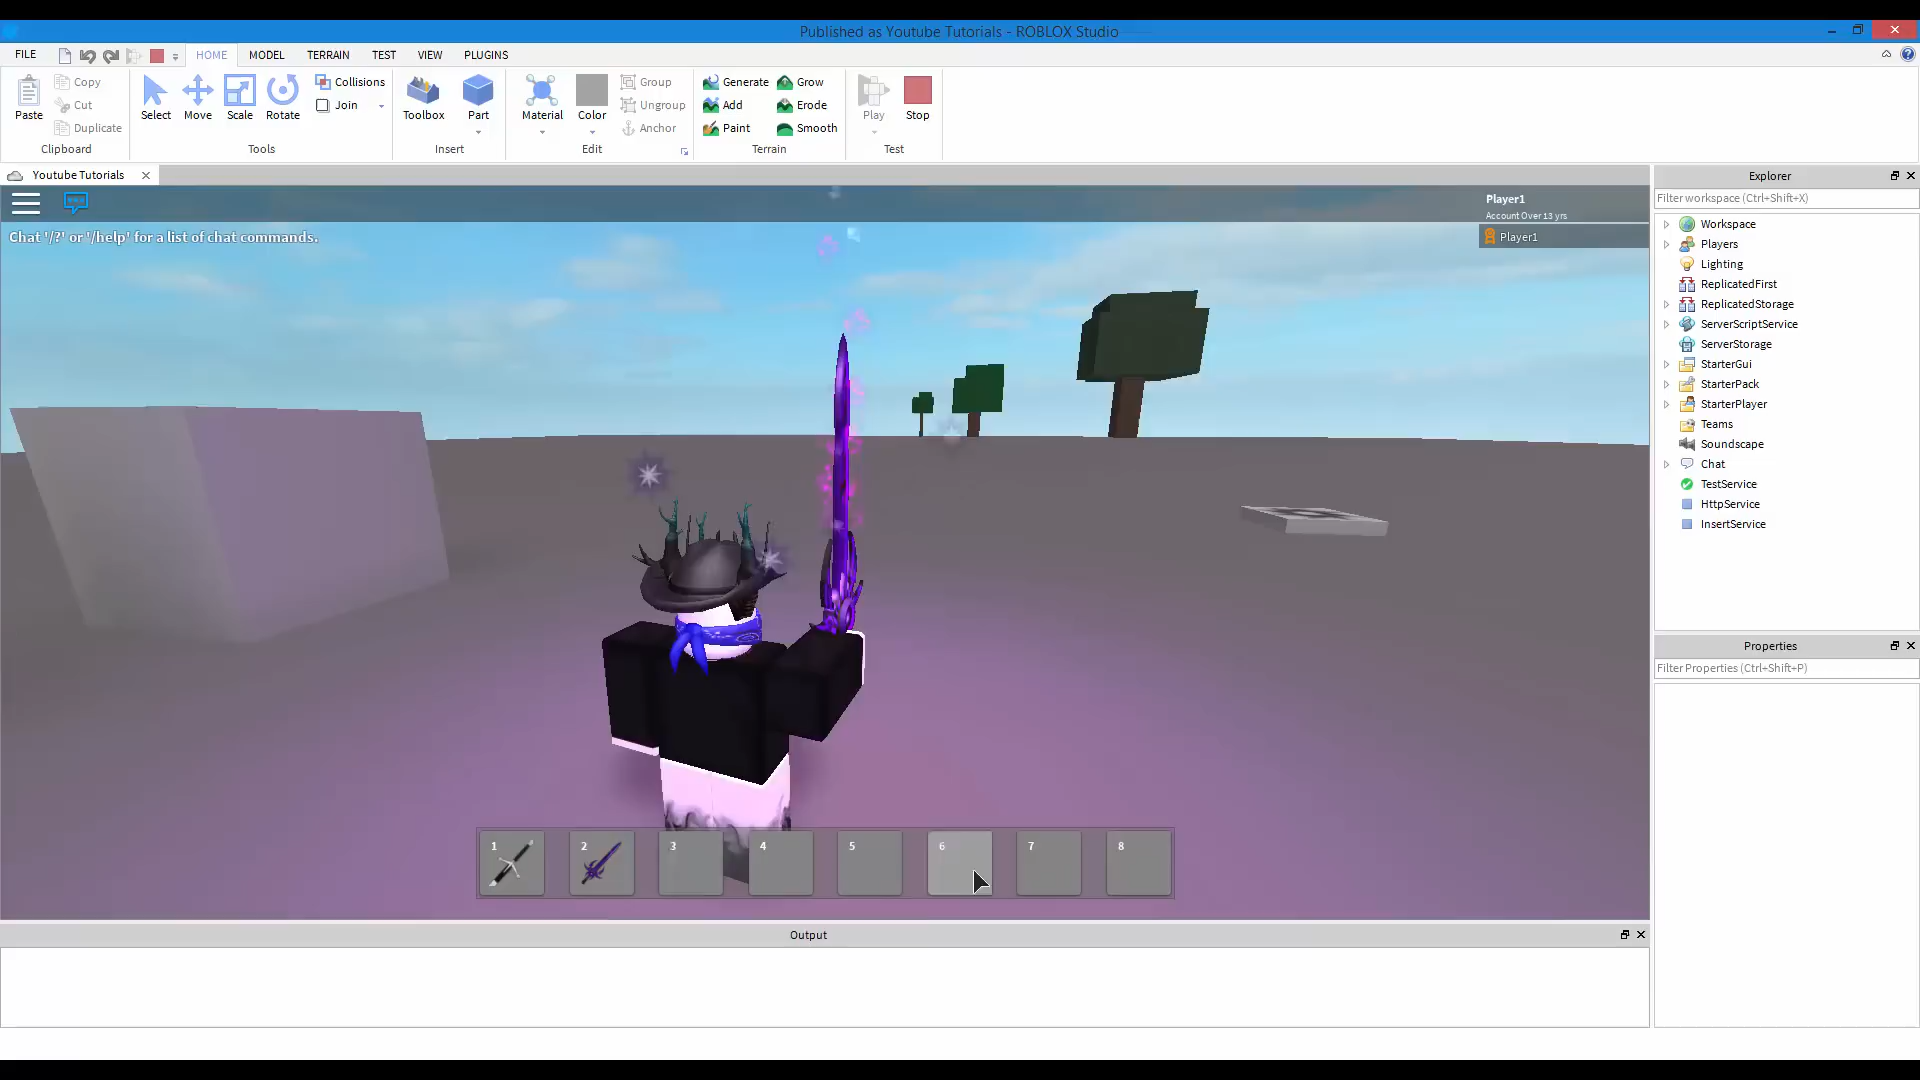 Published as Youtube Tutorials - ROBLOX Studio
FILE
HOME
MODEL
TERRAIN
TEST
VIEW
PLUGINS
Paste
Copy
Cut
Duplicate
Clipboard
Select
Move
Scale
Rotate
Collisions
Join
Tools
Toolbox
Part
Insert
Material
Color
Group
Ungroup
Anchor
Edit
Generate
Add
Paint
Grow
Erode
Smooth
Terrain
Play
Stop
Test
Youtube Tutorials
Chat '/?' or '/help' for a list of chat commands.
Player1
Account Over 13 yrs
Player1
1
2
3
4
5
6
7
8
Output
Explorer
Filter workspace (Ctrl+Shift+X)
Workspace
Players
Lighting
ReplicatedFirst
ReplicatedStorage
ServerScriptService
ServerStorage
StarterGui
StarterPack
StarterPlayer
Teams
Soundscape
Chat
TestService
HttpService
InsertService
Properties
Filter Properties (Ctrl+Shift+P)